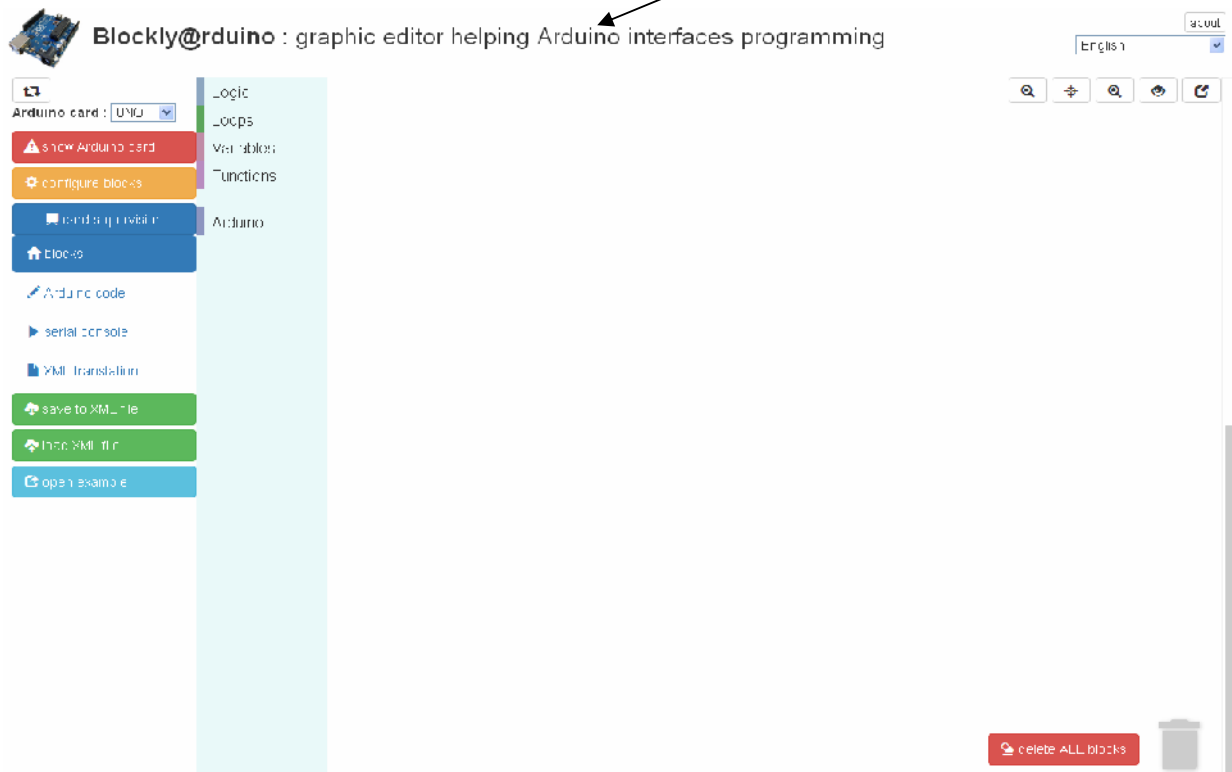 Blockly@rduino : graphic editor helping Arduino interfaces programming
about
English
Arduino card : UNO
show Arduino card
configure blocks
card supervision
blocks
Arduino code
serial console
XML translation
save to XML file
load XML file
open example
Logic
Loops
Variables
Functions
Arduino
delete ALL blocks